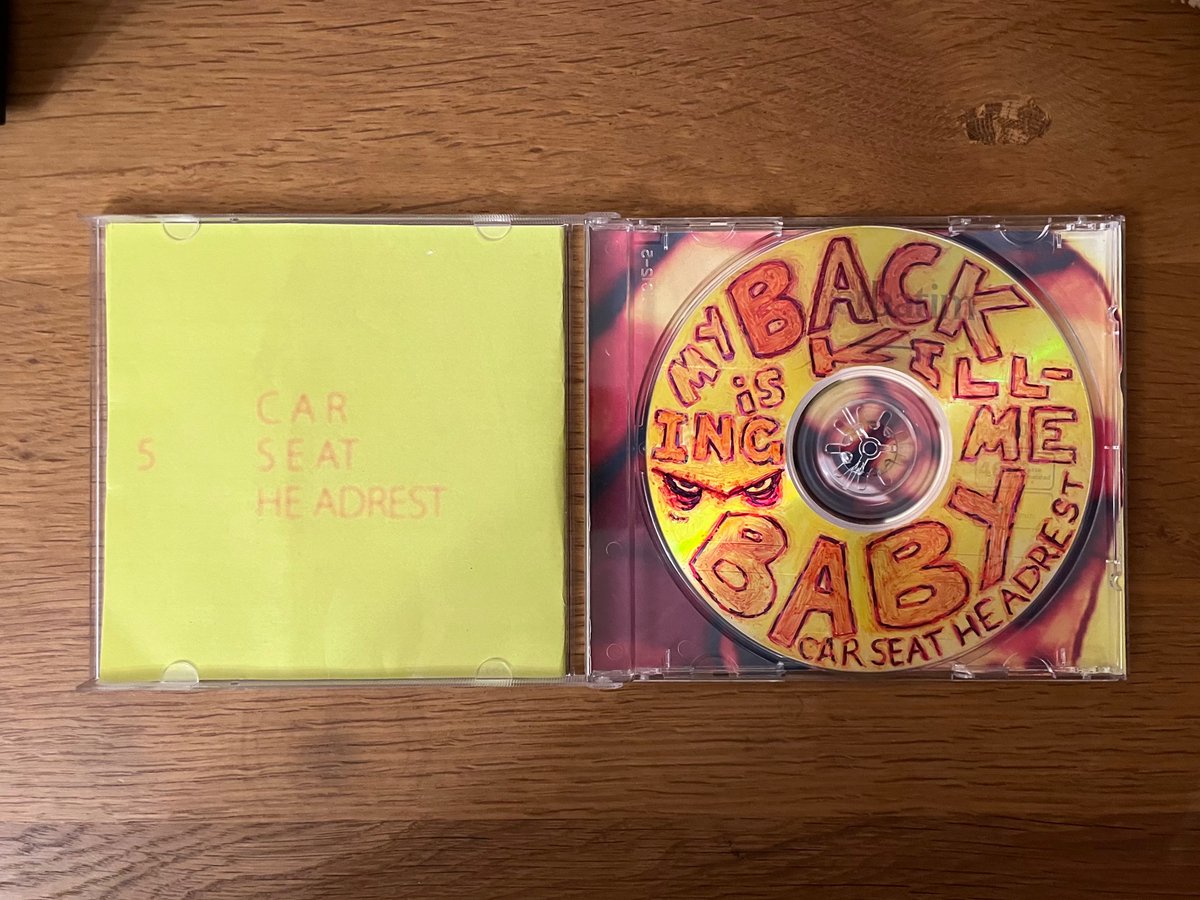 CAR
5 SEAT
HEADREST
MY BACK
is KILL-
ING ME
BABY
CAR SEAT HEADREST